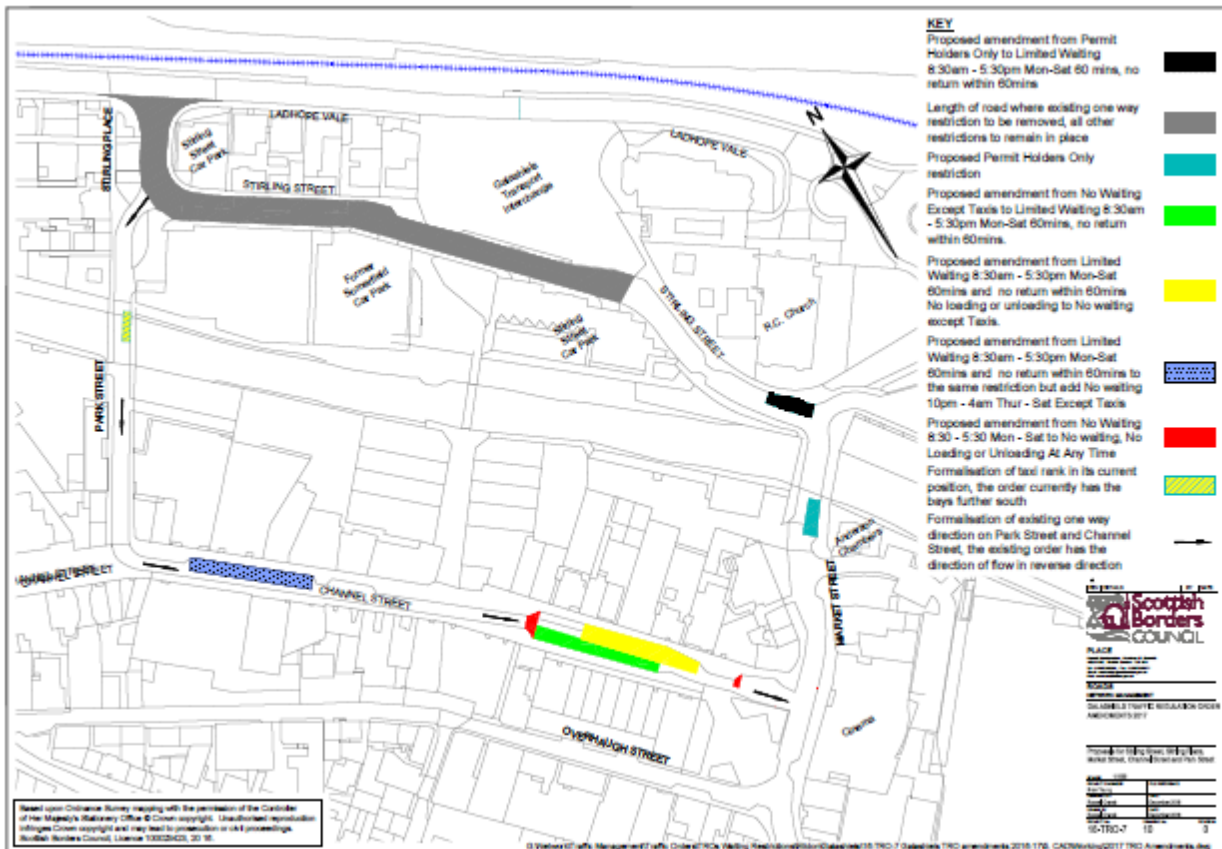 KEY
Proposed amendment from Permit
Holders Only to Limited Waiting
8:30am - 5:30pm Mon-Sat 60 mins, no
return within 60mins
Length of road where existing one way
restriction to be removed, all other
restrictions to remain in place
Proposed Permit Holders Only
restriction
Proposed amendment from No Waiting
Except Taxis to Limited Waiting 8:30am
- 5:30pm Mon-Sat 60mins, no return
within 60mins.
Proposed amendment from Limited
Waiting 8:30am - 5:30pm Mon-Sat
60mins and no return within 60mins
No loading or unloading to No waiting
except Taxis.
Proposed amendment from Limited
Waiting 8:30am - 5:30pm Mon-Sat
60mins and no return within 60mins to
the same restriction but add No waiting
10pm - 4am Thur - Sat Except Taxis
Proposed amendment from No Waiting
8:30 - 5:30 Mon - Sat to No waiting, No
Loading or Unloading At Any Time
Formalisation of taxi rank in its current
position, the order currently has the
bays further south
Formalisation of existing one way
direction on Park Street and Channel
Street, the existing order has the
direction of flow in reverse direction
N
STIRLING PLACE
LADHOPE VALE
Stirling
Street
Car Park
STIRLING STREET
Galashiels
Transport
Interchange
LADHOPE VALE
Former
Somerfield
Car Park
Stirling
Street
Car Park
STIRLING STREET
R.C. Church
PARK STREET
CHANNEL STREET
CHANNEL STREET
Anderson
Chambers
MARKET STREET
OVERHAUGH STREET
Cinema
Scottish
Borders
COUNCIL
PLACE
GALASHIELS TRAFFIC REGULATION ORDER
AMENDMENTS 2017
Proposals for Stirling Street, Stirling Place,
Market Street, Channel Street and Park Street
16-TRO-7 10 0
Based upon Ordnance Survey mapping with the permission of the Controller
of Her Majesty's Stationery Office © Crown copyright. Unauthorised reproduction
infringes Crown copyright and may lead to prosecution or civil proceedings.
Scottish Borders Council, Licence 100023423, 2016.